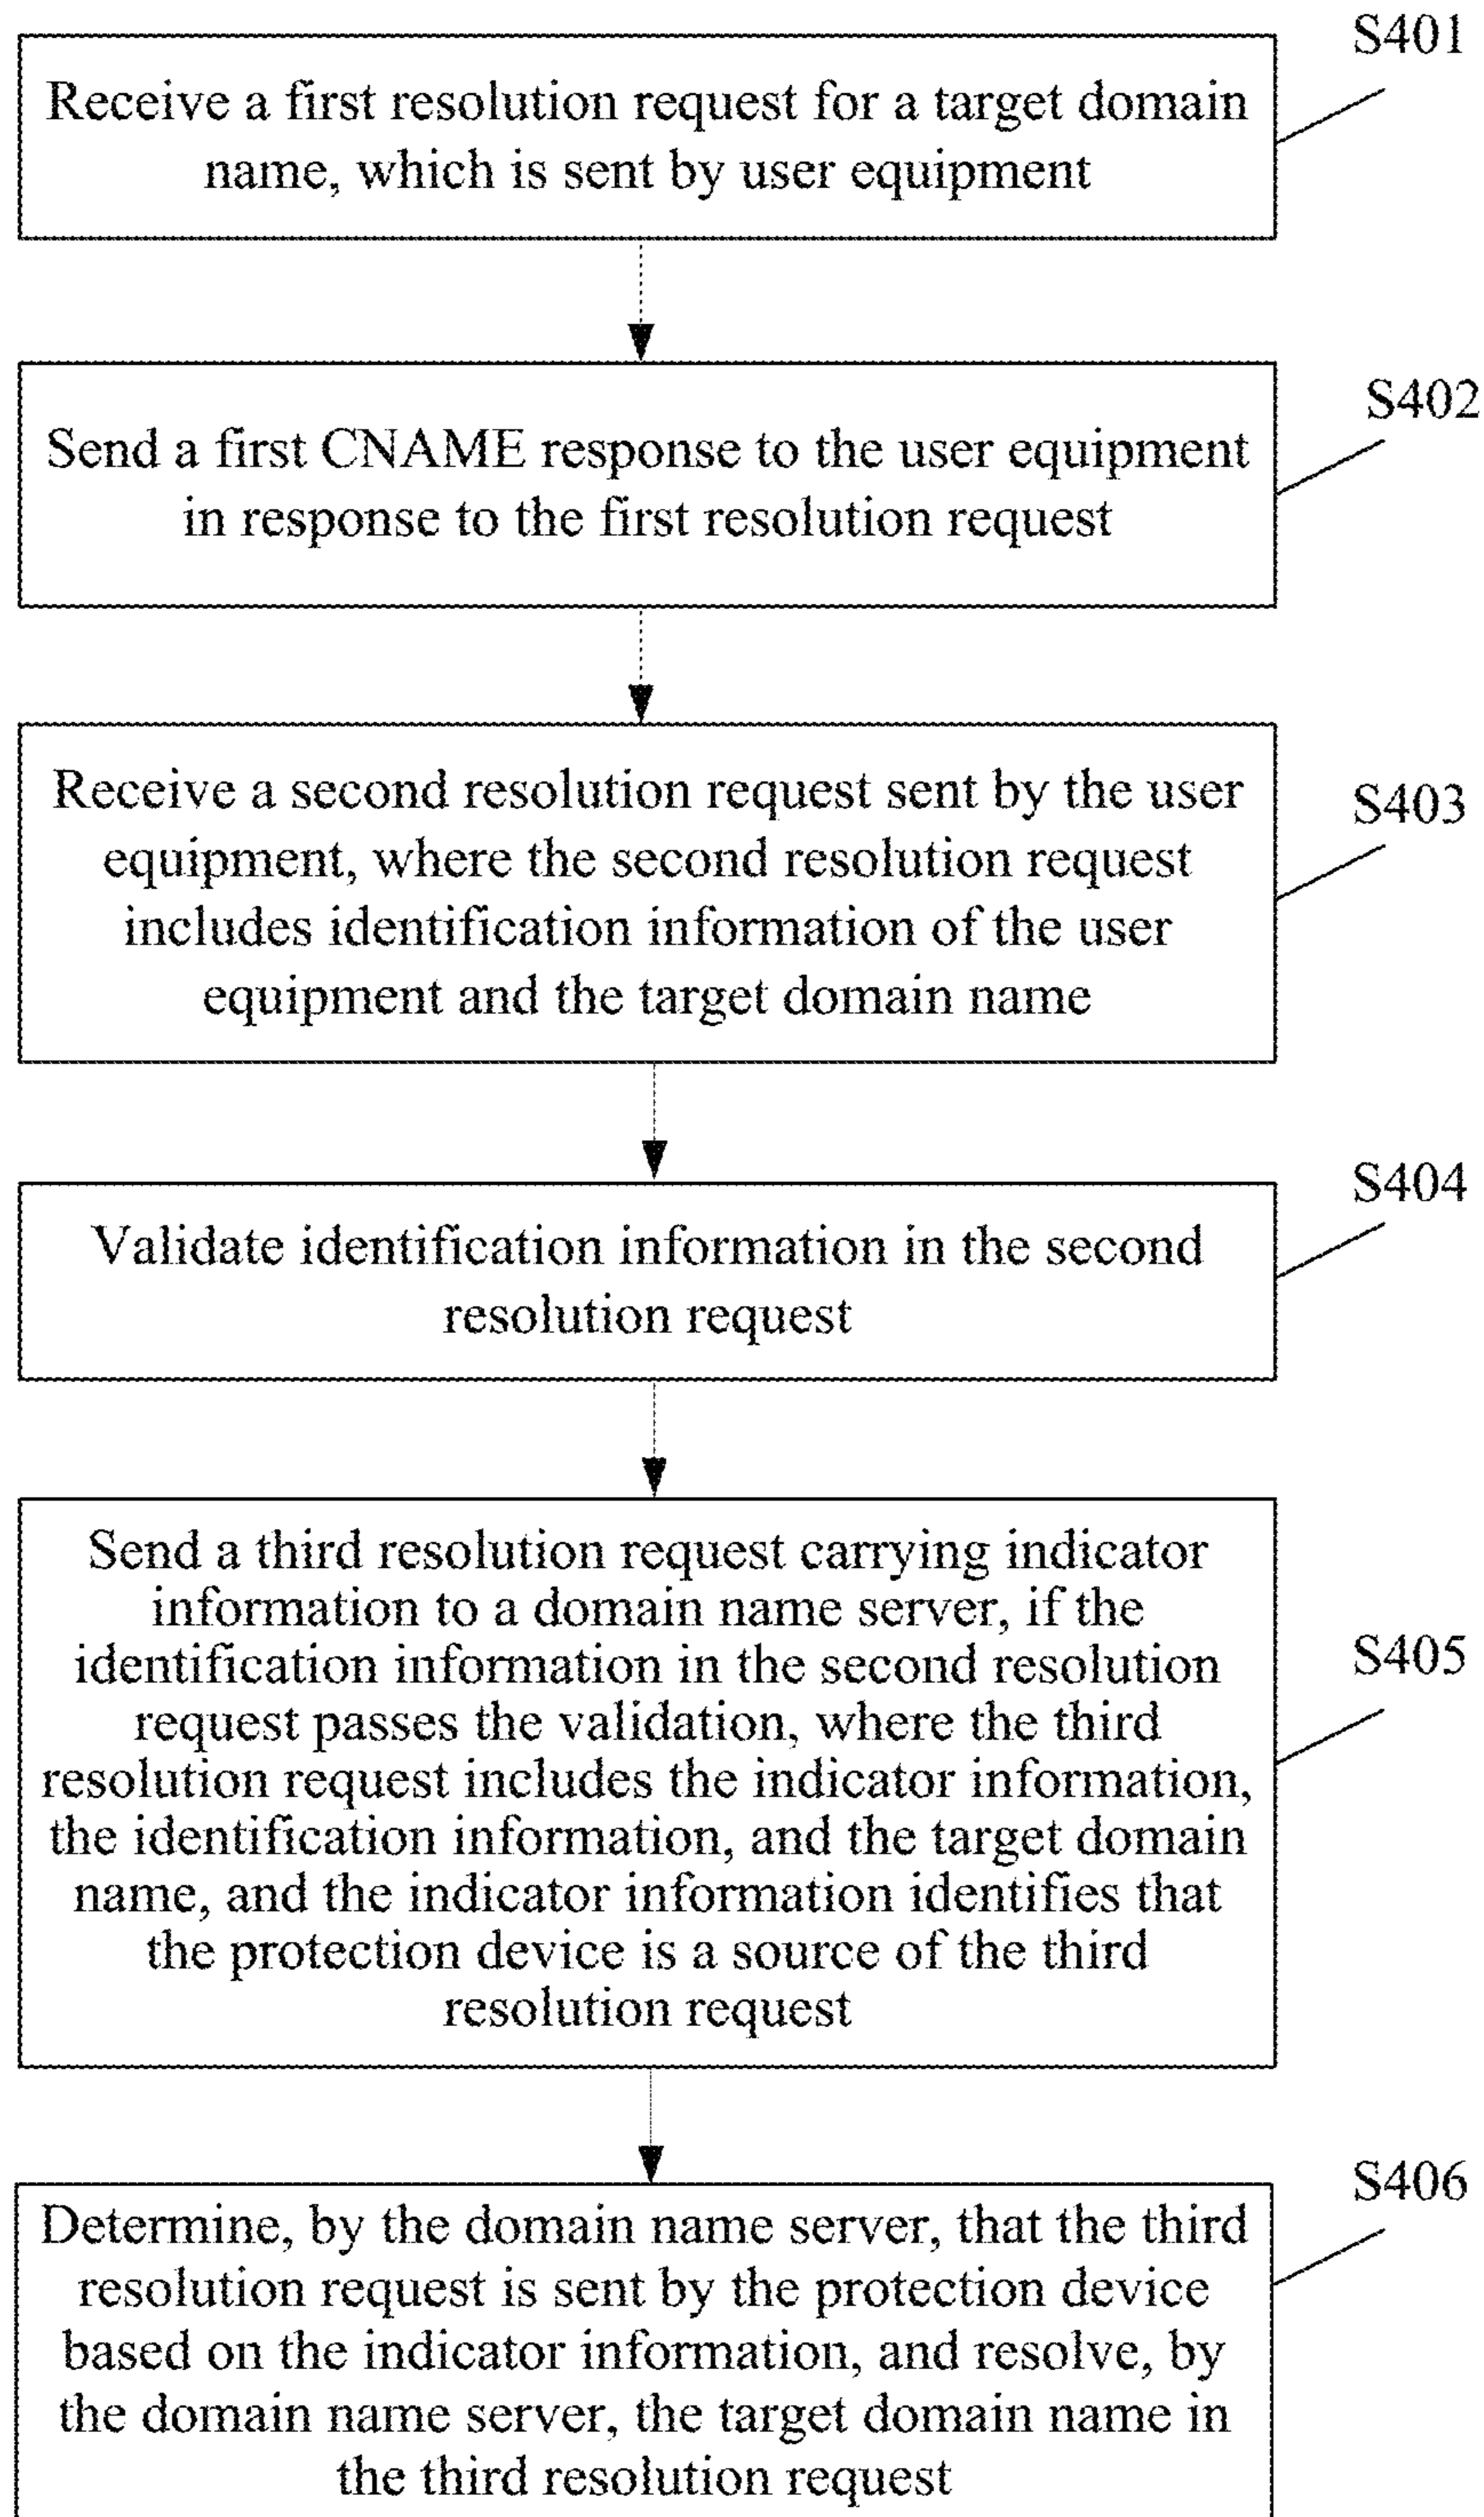 S401
Receive a first resolution request for a target domain
name, which is sent by user equipment
S402
Send a first CNAME response to the user equipment
in response to the first resolution request
S403
Receive a second resolution request sent by the user
equipment, where the second resolution request
includes identification information of the user
equipment and the target domain name
S404
Validate identification information in the second
resolution request
S405
Send a third resolution request carrying indicator
information to a domain name server, if the
identification information in the second resolution
request passes the validation, where the third
resolution request includes the indicator information,
the identification information, and the target domain
name, and the indicator information identifies that
the protection device is a source of the third
resolution request
S406
Determine, by the domain name server, that the third
resolution request is sent by the protection device
based on the indicator information, and resolve, by
the domain name server, the target domain name in
the third resolution request